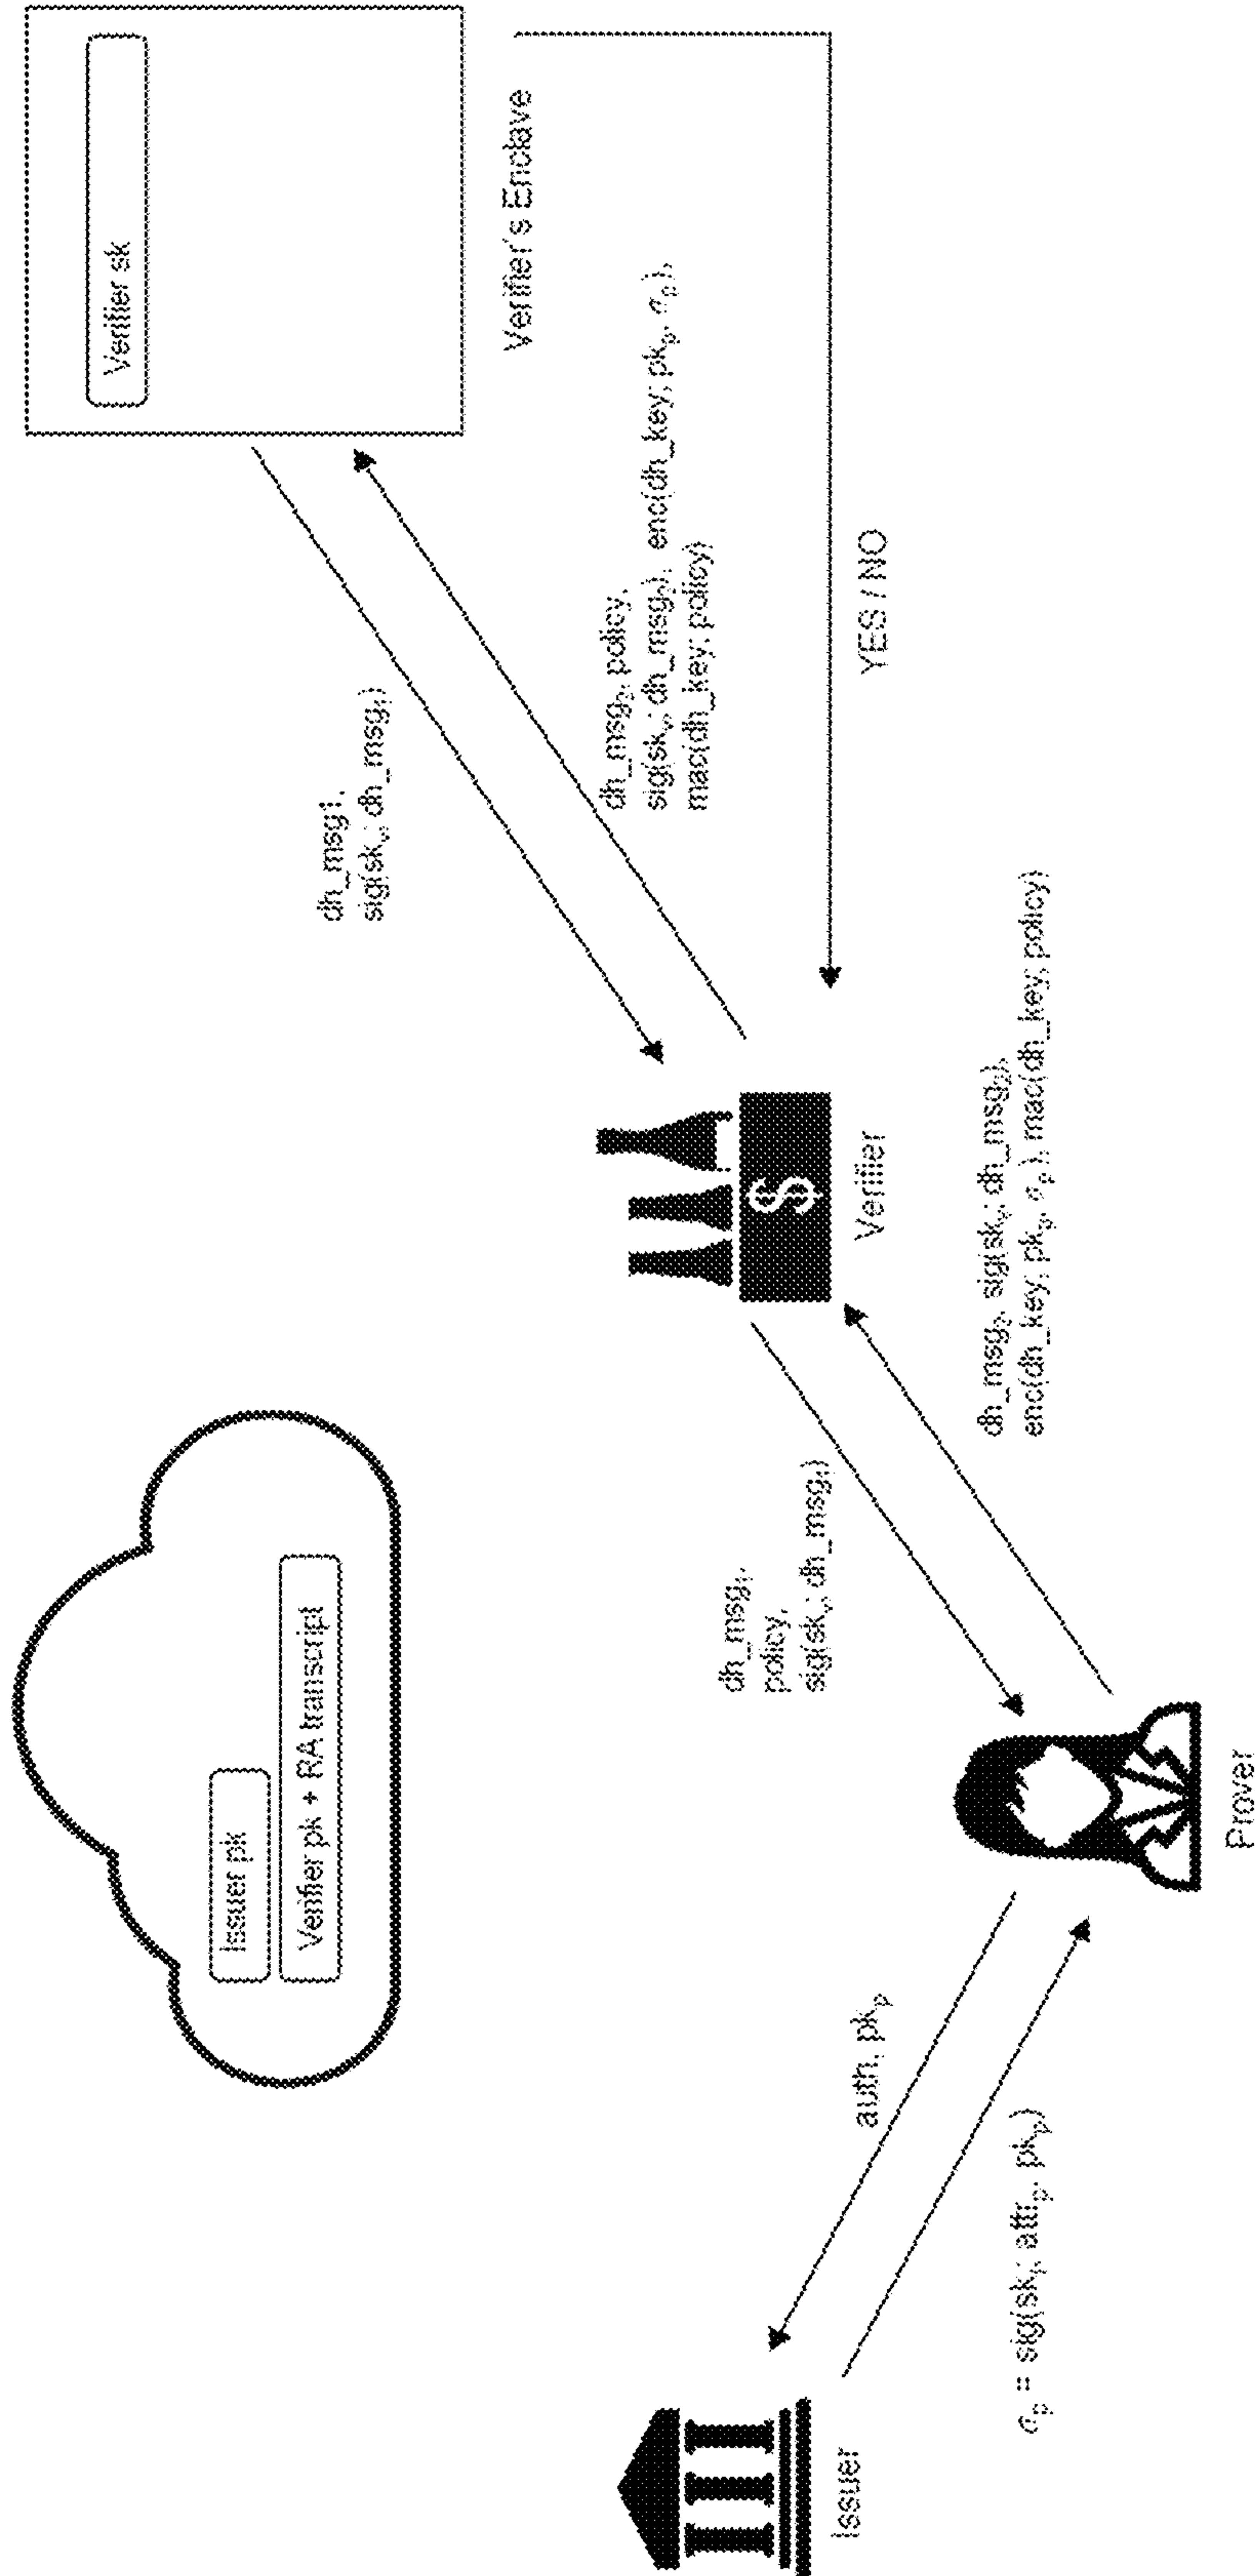 Issuer pk
Verifier pk + RA transcript
Verifier sk
Verifier's Enclave
dh_msg1,
sig(skᵥ; dh_msg₁)
dh_msg₂, policy,
sig(skᵥ; dh_msg₂), enc(dh_key; pkₚ, σₚ),
mac(dh_key; policy)
YES / NO
Verifier
dh_msg₁,
policy,
sig(skᵥ; dh_msg₁)
dh_msg₂, sig(skᵥ; dh_msg₂),
enc(dh_key; pkₚ, σₚ), mac(dh_key; policy)
$
auth, pkₚ
σₚ = sig(skᵢ; attrₚ, pkₚ)
Issuer
Prover